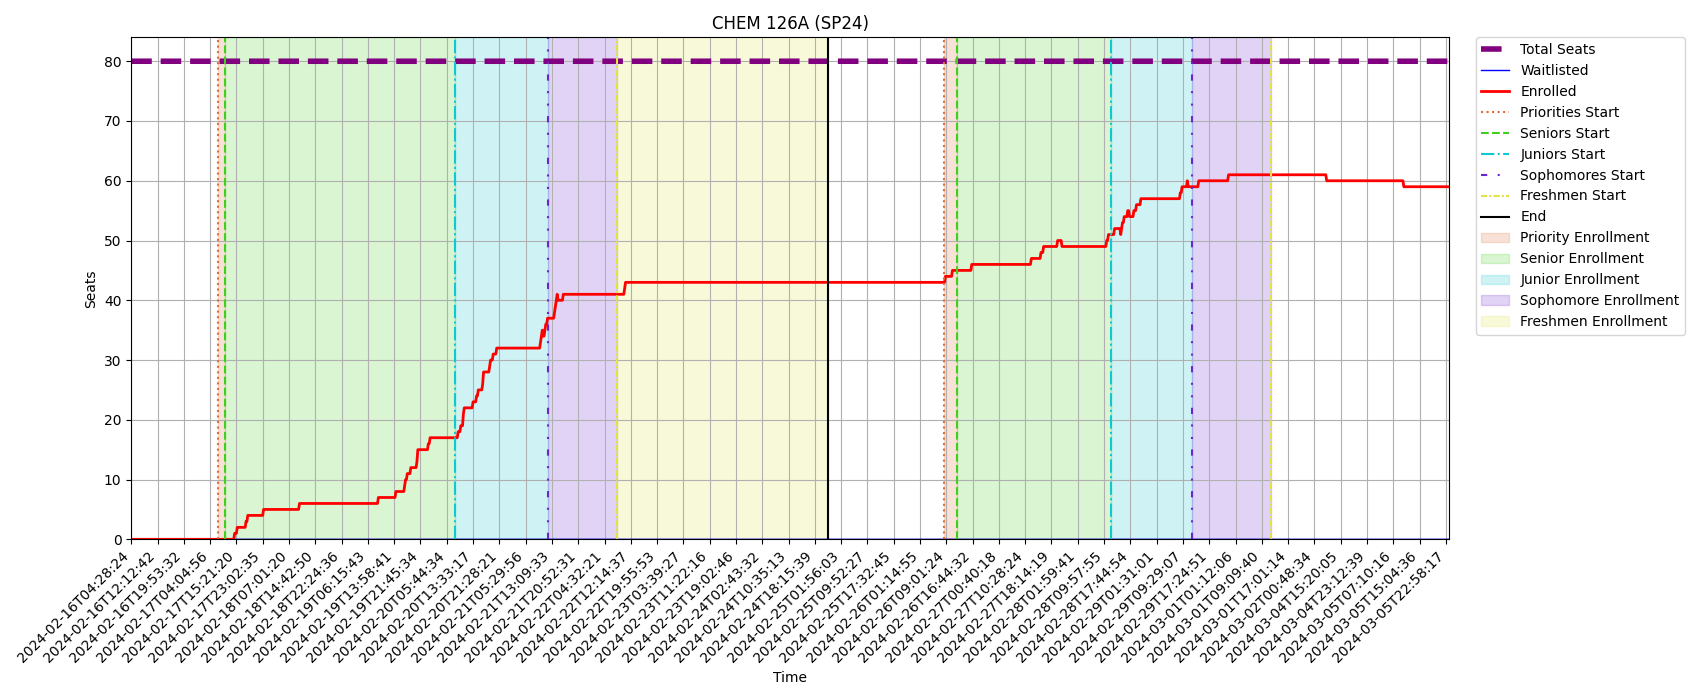 CHEM 126A (SP24)
Total Seats
Waitlisted
Enrolled
Priorities Start
Seniors Start
Juniors Start
Sophomores Start
Freshmen Start
End
Priority Enrollment
Senior Enrollment
Junior Enrollment
Sophomore Enrollment
Freshmen Enrollment
Seats
80
70
60
50
40
30
20
10
0
2024-02-16T04:28:24
2024-02-16T12:12:42
2024-02-16T19:53:32
2024-02-17T04:04:56
2024-02-17T15:21:20
2024-02-17T23:02:35
2024-02-18T07:01:20
2024-02-18T14:42:50
2024-02-18T22:24:36
2024-02-19T06:15:43
2024-02-19T13:58:41
2024-02-19T21:45:34
2024-02-20T05:44:34
2024-02-20T13:33:17
2024-02-20T21:28:21
2024-02-21T05:29:56
2024-02-21T13:09:33
2024-02-21T20:52:31
2024-02-22T04:32:21
2024-02-22T12:14:37
2024-02-22T19:55:53
2024-02-23T03:39:27
2024-02-23T11:22:16
2024-02-23T19:02:46
2024-02-24T02:43:32
2024-02-24T10:35:13
2024-02-24T18:15:39
2024-02-25T01:56:03
2024-02-25T09:52:27
2024-02-25T17:32:45
2024-02-26T01:14:55
2024-02-26T09:01:24
2024-02-26T16:44:32
2024-02-27T00:40:18
2024-02-27T10:28:24
2024-02-27T18:14:19
2024-02-28T01:59:41
2024-02-28T09:57:55
2024-02-28T17:44:54
2024-02-29T01:31:01
2024-02-29T09:29:07
2024-02-29T17:24:51
2024-03-01T01:12:06
2024-03-01T09:09:40
2024-03-01T17:01:14
2024-03-02T00:48:34
2024-03-04T15:20:05
2024-03-04T23:12:39
2024-03-05T07:10:16
2024-03-05T15:04:36
2024-03-05T22:58:17
Time